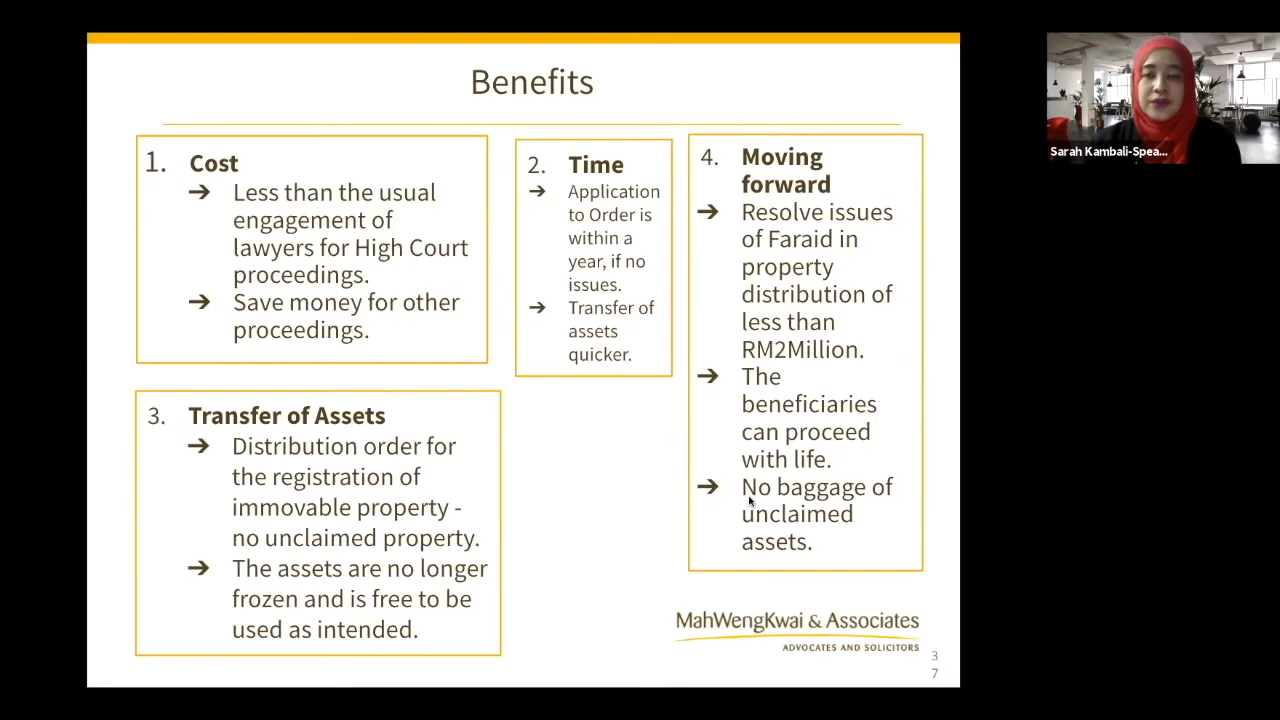 Benefits
1. Cost
➔ Less than the usual
engagement of
lawyers for High Court
proceedings.
➔ Save money for other
proceedings.
2. Time
➔ Application
to Order is
within a
year, if no
issues.
➔ Transfer of
assets
quicker.
3. Transfer of Assets
➔ Distribution order for
the registration of
immovable property -
no unclaimed property.
➔ The assets are no longer
frozen and is free to be
used as intended.
4. Moving
forward
➔ Resolve issues
of Faraid in
property
distribution of
less than
RM2Million.
➔ The
beneficiaries
can proceed
with life.
➔ No baggage of
unclaimed
assets.
MahWengKwai & Associates
ADVOCATES AND SOLICITORS
3
7
Sarah Kambali-Spea...